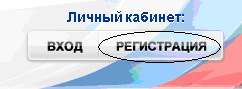 Личный кабинет:
ВХОД РЕГИСТРАЦИЯ